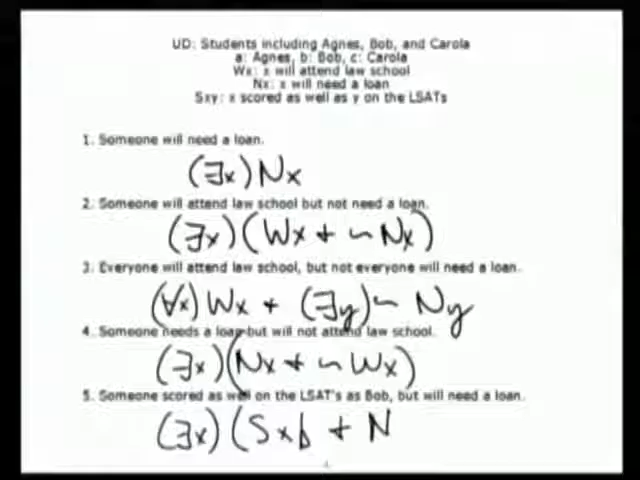 UD: Students including Agnes, Bob, and Carola
a: Agnes, b: Bob, c: Carola
Wx: x will attend law school
Nx: x will need a loan
Sxy: x scored as well as y on the LSATs
1. Someone will need a loan.
(∃x) Nx
2. Someone will attend law school but not need a loan.
(∃x) (Wx + ~ Nx)
3. Everyone will attend law school, but not everyone will need a loan.
(∀x) Wx + (∃y) ~ Ny
4. Someone needs a loan but will not attend law school.
(∃x) (Nx + ~ Wx)
5. Someone scored as well on the LSAT's as Bob, but will need a loan.
(∃x) (Sxb + N